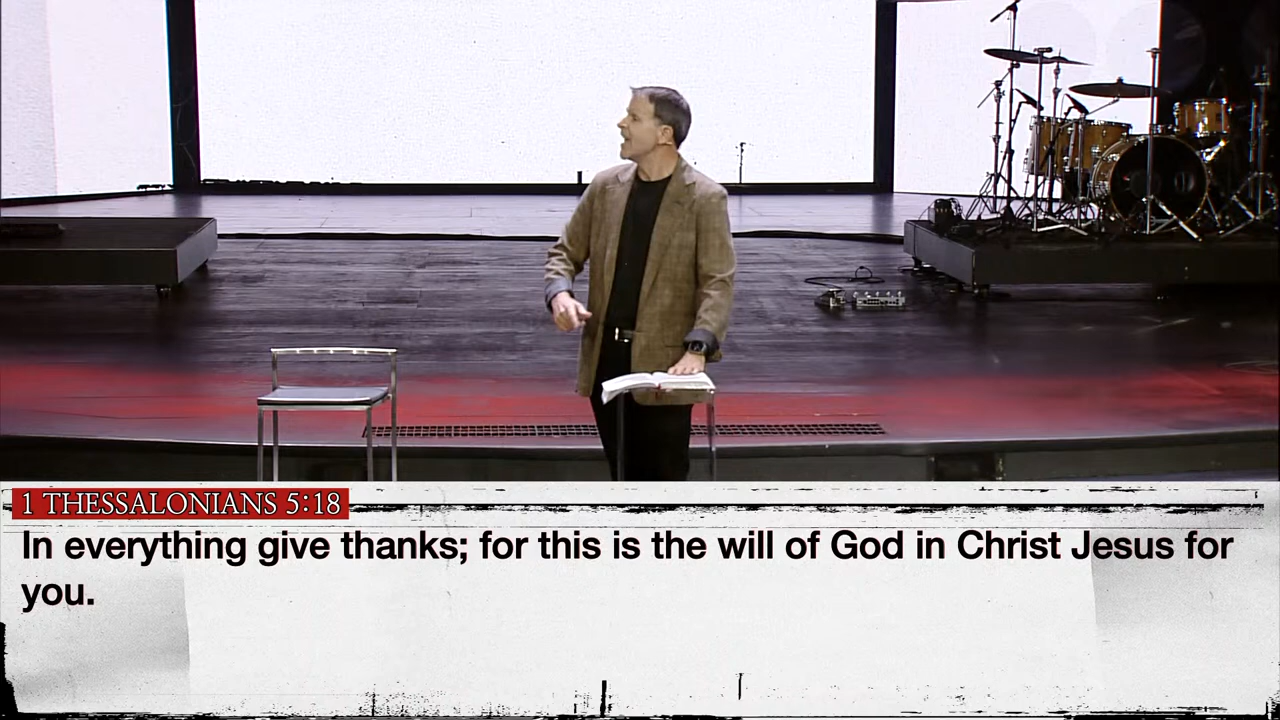 1 THESSALONIANS 5:18
In everything give thanks; for this is the will of God in Christ Jesus for
you.